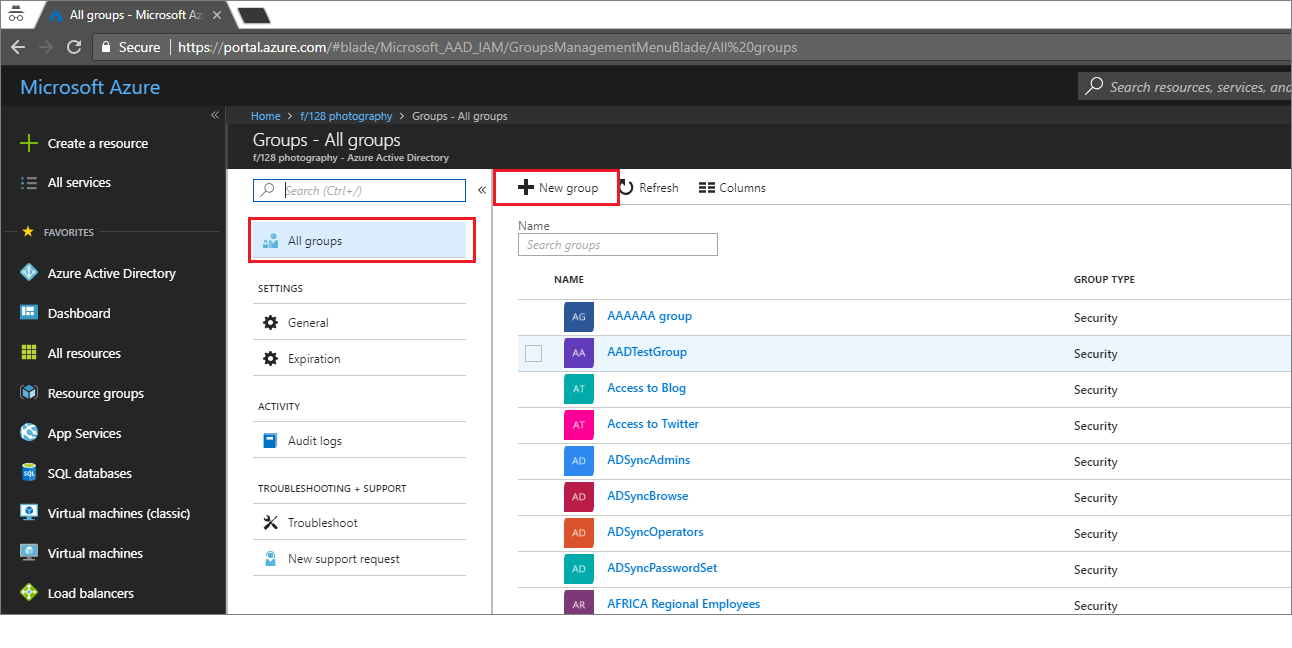 All groups - Microsoft Az
Secure
https://portal.azure.com/#blade/Microsoft_AAD_IAM/GroupsManagementMenuBlade/All%20groups
Microsoft Azure
Search resources, services, and
Create a resource
All services
FAVORITES
Azure Active Directory
Dashboard
All resources
Resource groups
App Services
SQL
SQL databases
Virtual machines (classic)
Virtual machines
Load balancers
Home > f/128 photography > Groups - All groups
Groups - All groups
f/128 photography - Azure Active Directory
Search (Ctrl+/)
All groups
SETTINGS
General
Expiration
ACTIVITY
Audit logs
TROUBLESHOOTING + SUPPORT
Troubleshoot
New support request
New group
Refresh
Columns
Name
Search groups
NAME GROUP TYPE
AG AAAAAA group Security
AA AADTestGroup Security
AT Access to Blog Security
AT Access to Twitter Security
AD ADSyncAdmins Security
AD ADSyncBrowse Security
AD ADSyncOperators Security
AD ADSyncPasswordSet Security
AR AFRICA Regional Employees Security